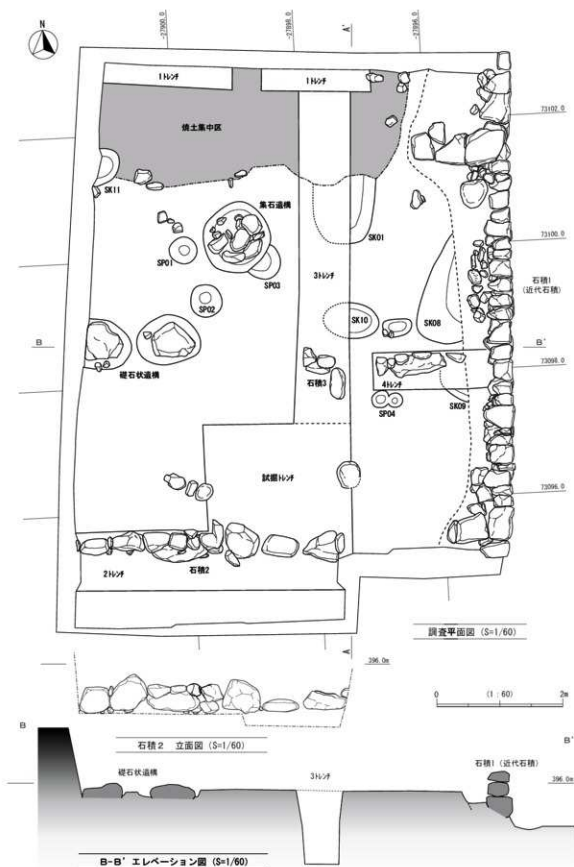 N
-27900.0
-27898.0
A'
-27896.0
1トレンチ
1トレンチ
焼土集中区
73102.0
SK11
集石遺構
SP01
SP03
SK01
73100.0
石積1
(近代石積)
3トレンチ
SP02
SK10
SK08
B
B'
礎石状遺構
石積3
4トレンチ
73098.0
SP04
SK09
試掘トレンチ
73096.0
2トレンチ
石積2
調査平面図 (S=1/60)
A
396.0m
0 (1:60) 2m
石積2 立面図 (S=1/60)
B
B'
礎石状遺構
3トレンチ
石積1 (近代石積)
396.0m
B-B' エレベーション図 (S=1/60)